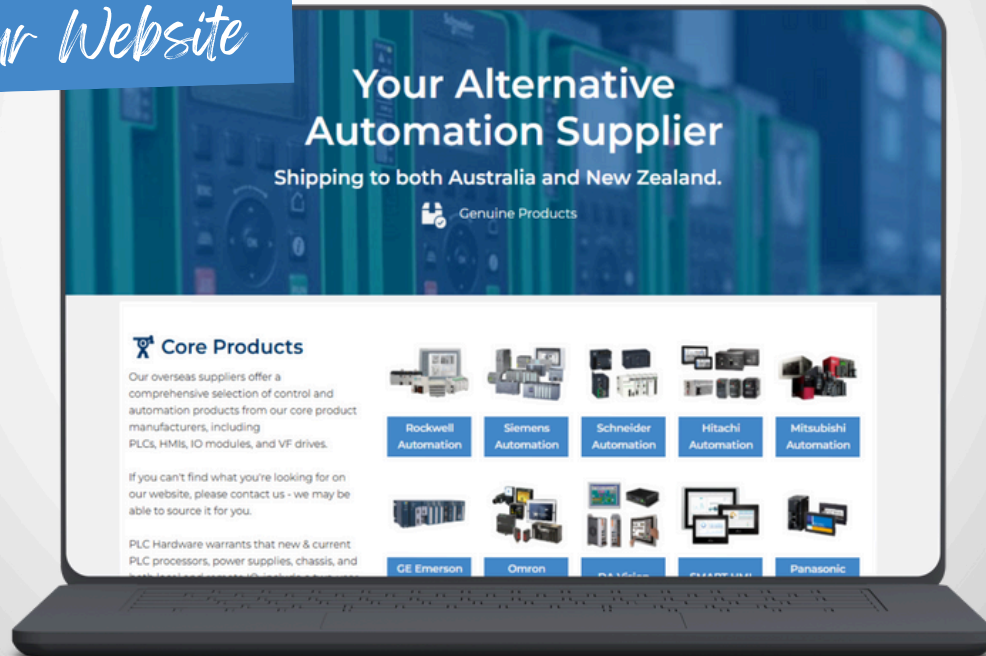 Website
Your Alternative
Automation Supplier
Shipping to both Australia and New Zealand.
Genuine Products
Core Products
Our overseas suppliers offer a
comprehensive selection of control and
automation products from our core product
manufacturers, including
PLCs, HMIs, IO modules, and VF drives.
If you can't find what you're looking for on
our website, please contact us - we may be
able to source it for you.
PLC Hardware warrants that new & current
PLC processors, power supplies, chassis, and
Rockwell
Automation
Siemens
Automation
Schneider
Automation
Hitachi
Automation
Mitsubishi
Automation
GE Emerson
Omron
Panasonic